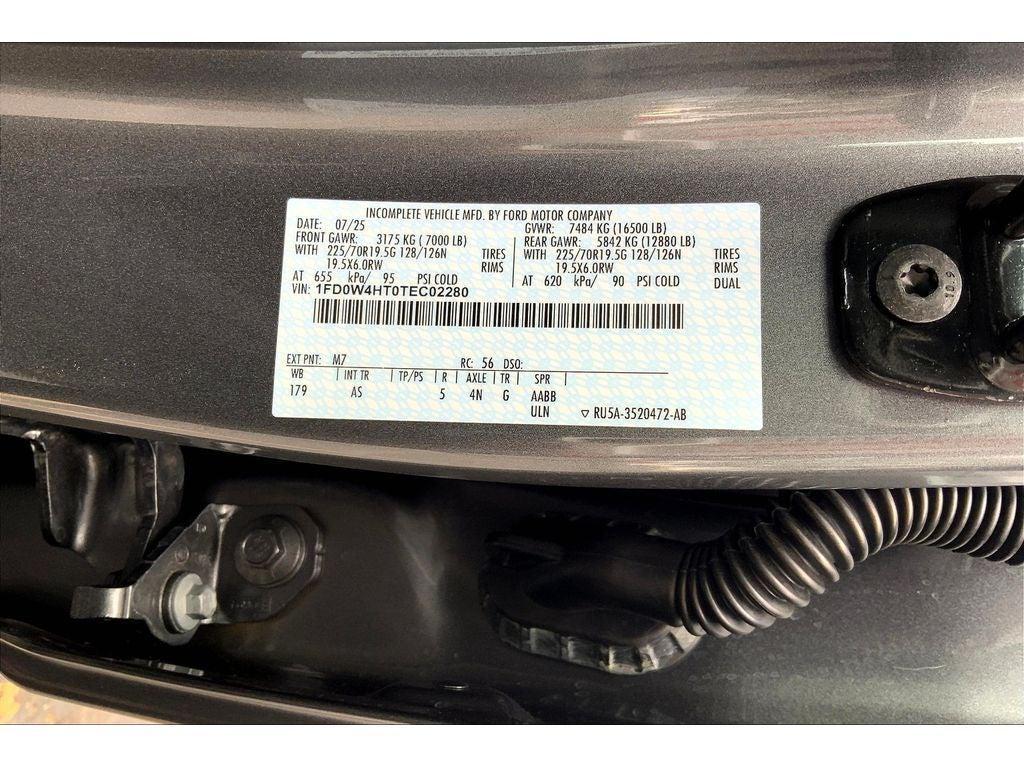 INCOMPLETE VEHICLE MFD. BY FORD MOTOR COMPANY
DATE: 07/25 GVWR: 7484 KG (16500 LB)
FRONT GAWR: 3175 KG ( 7000 LB) REAR GAWR: 5842 KG (12880 LB)
WITH 225/70R19.5G 128/126N TIRES WITH 225/70R19.5G 128/126N TIRES
19.5X6.0RW RIMS 19.5X6.0RW RIMS
AT 655 kPa/ 95 PSI COLD AT 620 kPa/ 90 PSI COLD DUAL
VIN: 1FD0W4HT0TEC02280
EXT PNT: M7 RC: 56 DSO:
WB INT TR TP/PS R AXLE TR SPR
179 AS 5 4N G AABB
ULN RU5A-3520472-AB
10.9